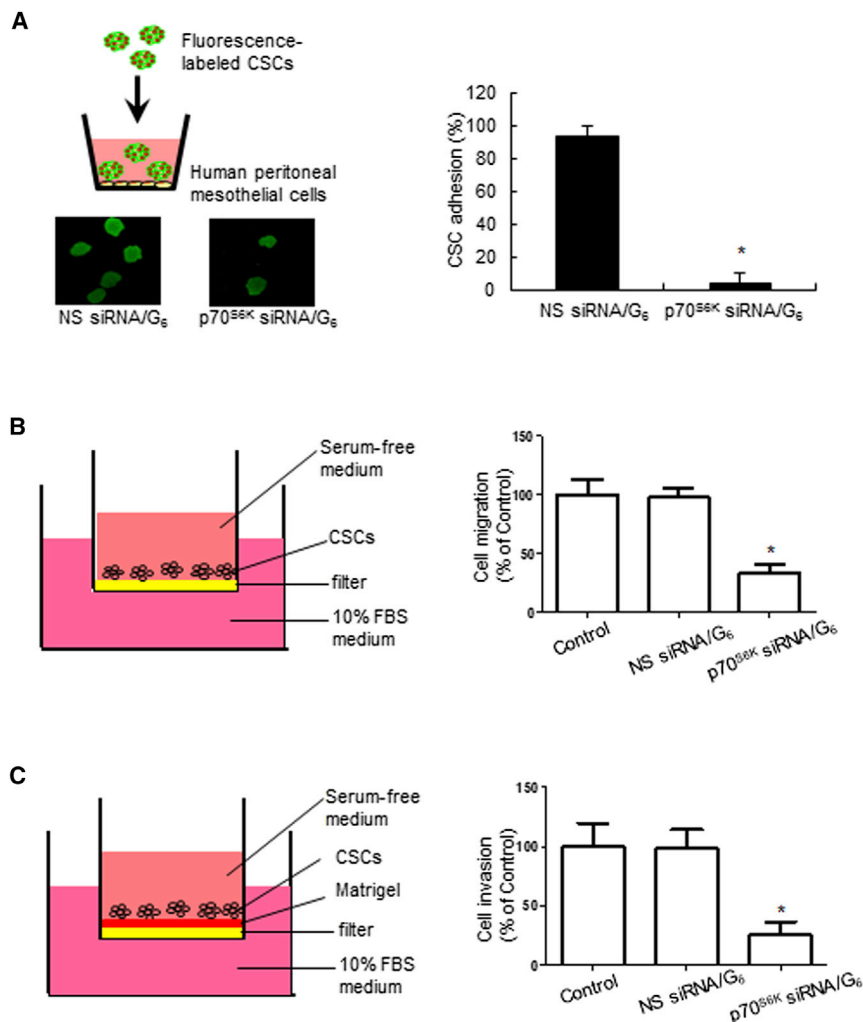 A
Fluorescence-
labeled CSCs
Human peritoneal
mesothelial cells
NS siRNA/G₆
p70ˢ⁶ᴷ siRNA/G₆
CSC adhesion (%)
120
100
80
60
40
20
0
*
NS siRNA/G₆
p70ˢ⁶ᴷ siRNA/G₆
B
Serum-free
medium
CSCs
filter
10% FBS
medium
Cell migration
(% of Control)
150
100
50
0
*
Control
NS siRNA/G₆
p70ˢ⁶ᴷ siRNA/G₆
C
Serum-free
medium
CSCs
Matrigel
filter
10% FBS
medium
Cell invasion
(% of Control)
150
100
50
0
*
Control
NS siRNA/G₆
p70ˢ⁶ᴷ siRNA/G₆